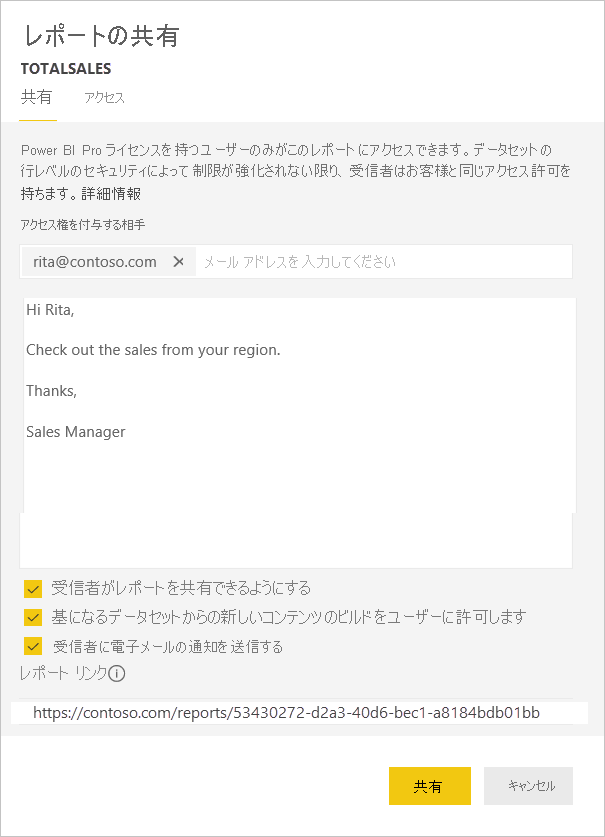 レポートの共有
TOTALSALES
共有 アクセス
Power BI Pro ライセンスを持つユーザーのみがこのレポートにアクセスできます。データセットの
行レベルのセキュリティによって制限が強化されない限り、受信者はお客様と同じアクセス許可を
持ちます。詳細情報
アクセス権を付与する相手
rita@contoso.com メール アドレスを入力してください
Hi Rita,
Check out the sales from your region.
Thanks,
Sales Manager
受信者がレポートを共有できるようにする
基になるデータセットからの新しいコンテンツのビルドをユーザーに許可します
受信者に電子メールの通知を送信する
レポート リンク
https://contoso.com/reports/53430272-d2a3-40d6-bec1-a8184bdb01bb
共有 キャンセル